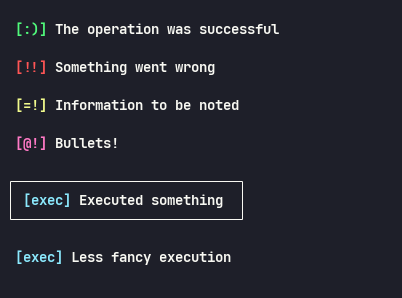 [:)] The operation was successful
[!!] Something went wrong
[=!] Information to be noted
[@!] Bullets!
[exec] Executed something
[exec] Less fancy execution